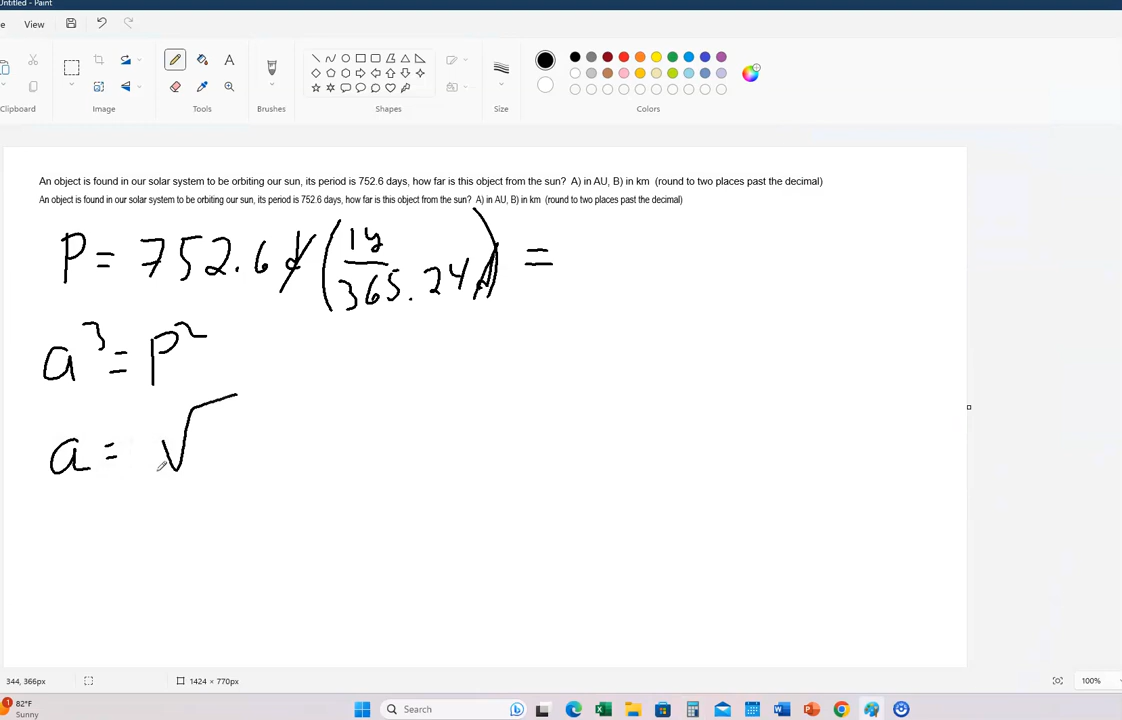 Untitled - Paint
e View
Clipboard Image Tools Brushes Shapes Size Colors
An object is found in our solar system to be orbiting our sun, its period is 752.6 days, how far is this object from the sun? A) in AU, B) in km (round to two places past the decimal)
An object is found in our solar system to be orbiting our sun, its period is 752.6 days, how far is this object from the sun? A) in AU, B) in km (round to two places past the decimal)
P = 752.6 d (1y / 365.24 d) =
a³ = P²
a = √
344, 366px 1424 × 770px 100%
1 82°F Search
Sunny